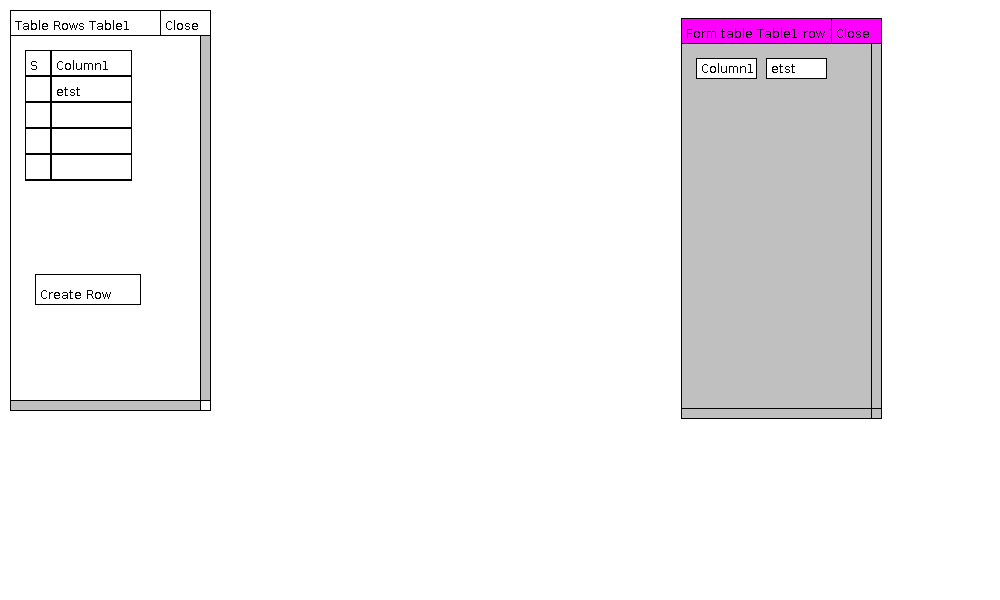 Table Rows Table1 Close
S Column1
etst
Create Row
Form table Table1 row Close
Column1 etst